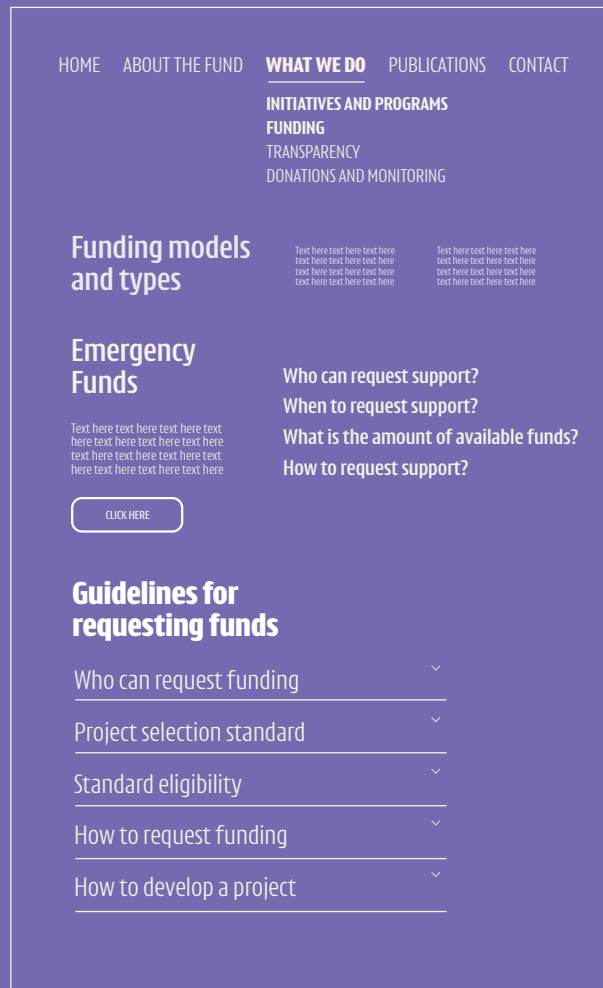 HOME ABOUT THE FUND WHAT WE DO PUBLICATIONS CONTACT
INITIATIVES AND PROGRAMS
FUNDING
TRANSPARENCY
DONATIONS AND MONITORING
Funding models
and types
Text here text here text here
text here text here text here
text here text here text here
text here text here text here
Text here text here text here
text here text here text here
text here text here text here
text here text here text here
Emergency
Funds
Text here text here text here text
here text here text here text here
text here text here text here text
here text here text here text here
CLICK HERE
Who can request support?
When to request support?
What is the amount of available funds?
How to request support?
Guidelines for
requesting funds
Who can request funding
Project selection standard
Standard eligibility
How to request funding
How to develop a project